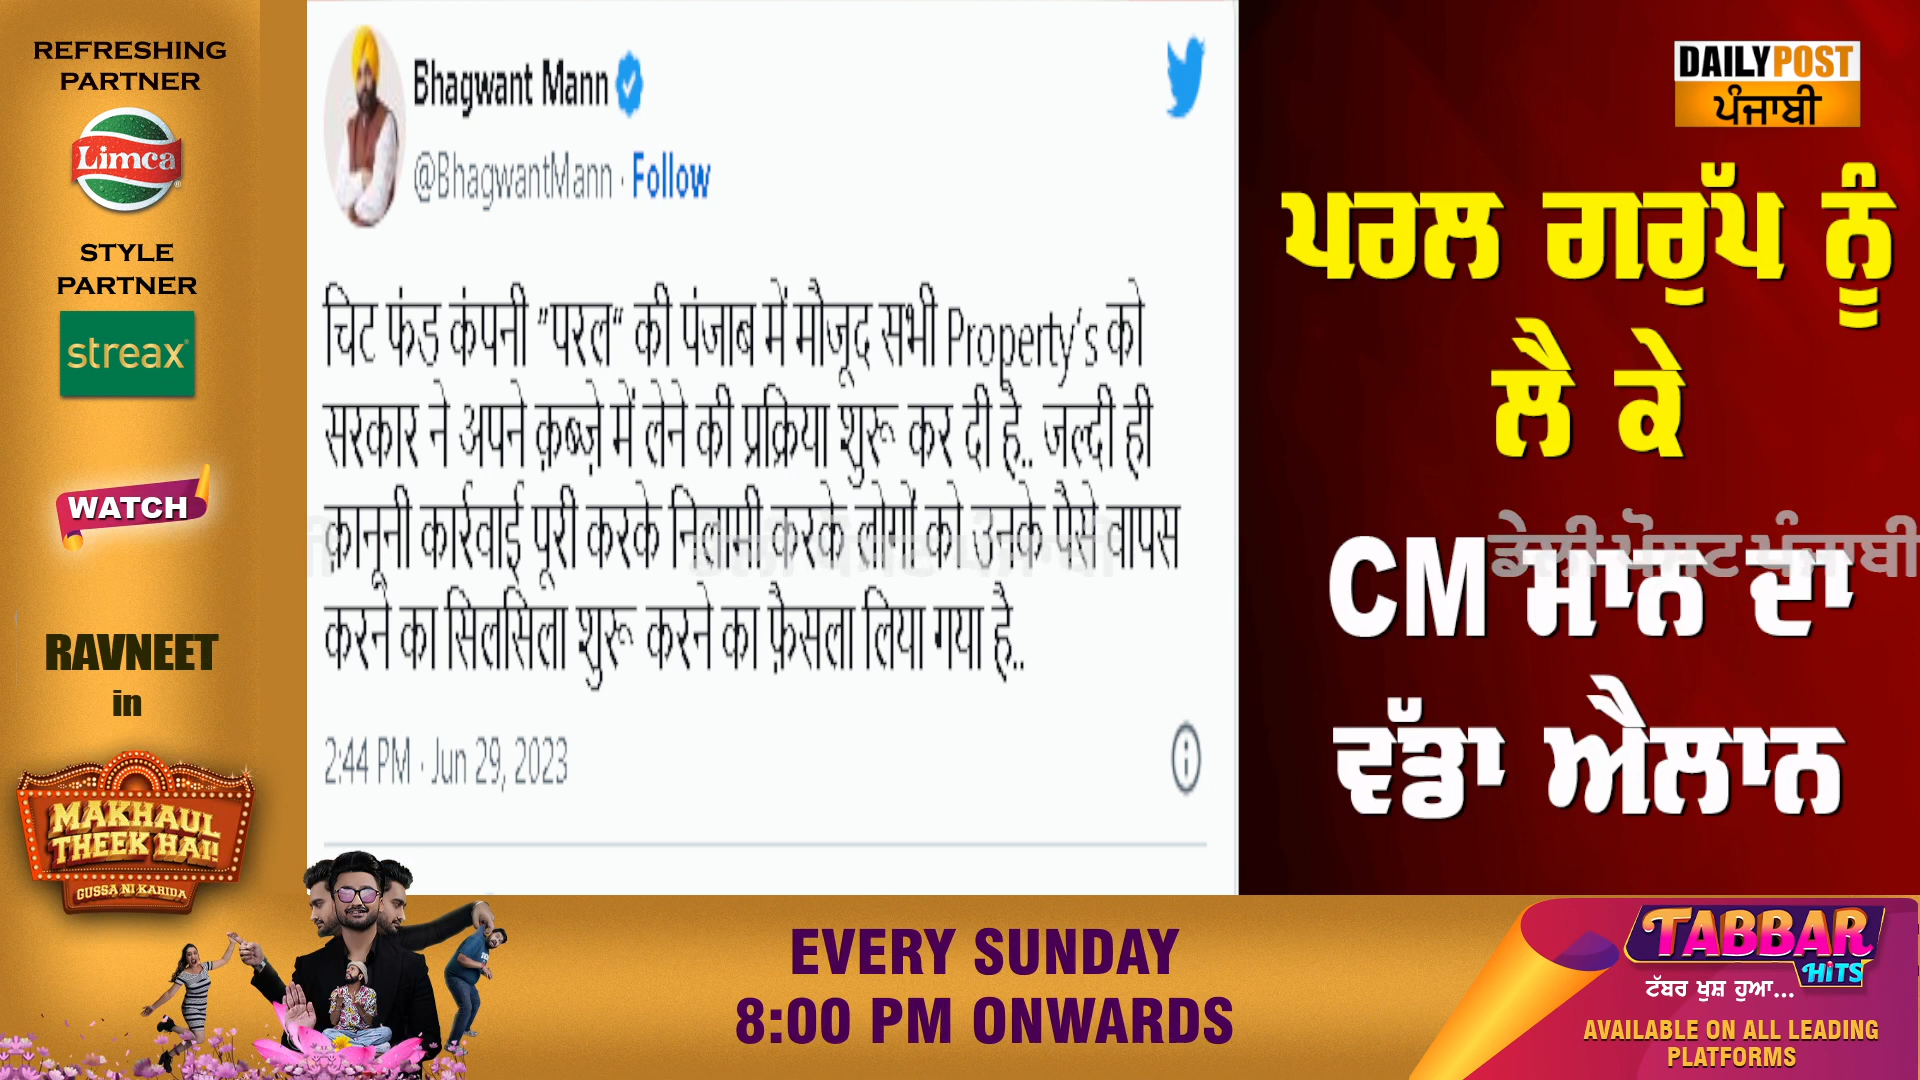 REFRESHING
PARTNER
Limca
STYLE
PARTNER
streax
WATCH
RAVNEET
in
MAKHAUL
THEEK HAI!
GUSSA NI KARIDA
Bhagwant Mann
@BhagwantMann · Follow
चिट फंड कंपनी "परल" की पंजाब में मौजूद सभी Property's को
सरकार ने अपने क़ब्ज़े में लेने की प्रक्रिया शुरू कर दी है.. जल्दी ही
क़ानूनी कार्रवाई पूरी करके निलामी करके लोगों को उनके पैसे वापस
करने का सिलसिला शुरू करने का फ़ैसला लिया गया है..
2:44 PM · Jun 29, 2023
DAILYPOST
ਪੰਜਾਬੀ
ਪਰਲ ਗਰੁੱਪ ਨੂੰ
ਲੈ ਕੇ
ਡੇਲੀ ਪੋਸਟ ਪੰਜਾਬੀ
CM ਮਾਨ ਦਾ
ਵੱਡਾ ਐਲਾਨ
EVERY SUNDAY
8:00 PM ONWARDS
TABBAR
HITS
ਟੱਬਰ ਖੁਸ਼ ਹੁਆ...
AVAILABLE ON ALL LEADING
PLATFORMS